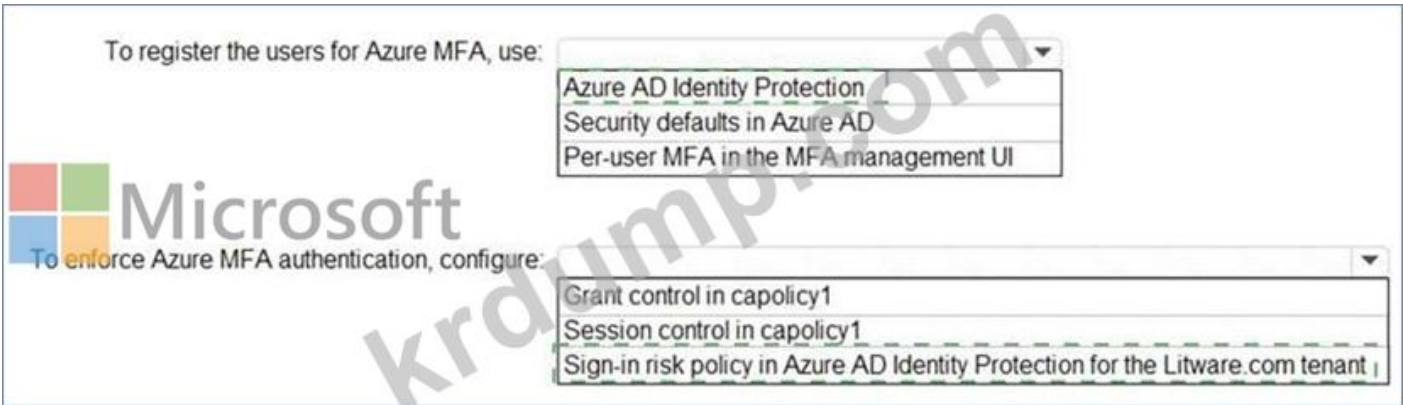 To register the users for Azure MFA, use:
Azure AD Identity Protection
Security defaults in Azure AD
Per-user MFA in the MFA management UI
Microsoft
To enforce Azure MFA authentication, configure:
Grant control in capolicy1
Session control in capolicy1
Sign-in risk policy in Azure AD Identity Protection for the Litware.com tenant
krdump.com